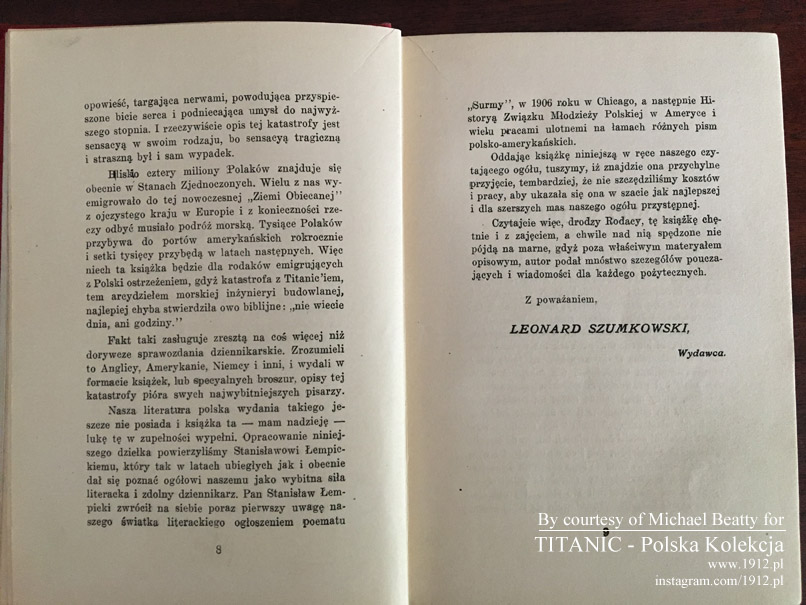 opowieść, targająca nerwami, powodująca przyspie-
szone bicie serca i podniecająca umysł do najwyż-
szego stopnia. I rzeczywiście opis tej katastrofy jest
sensacyą w swoim rodzaju, bo sensacyą tragiczną
i straszną był i sam wypadek.
Blisko cztery miliony Polaków znajduje się
obecnie w Stanach Zjednoczonych. Wielu z nas wy-
emigrowało do tej nowoczesnej „Ziemi Obiecanej”
z ojezystego kraju w Europie i z konieczności rze-
czy odbyć musiało podróż morską. Tysiące Polaków
przybywa do portów amerykańskich rokrocznie
i setki tysięcy przybędą w latach następnych. Więc
niech ta książka będzie dla rodaków emigrujących
z Polski ostrzeżeniem, gdyż katastrofa z Titanic’iem,
tem arcydziełem morskiej inżynieryi budowlanej,
najlepiej chyba stwierdziła owo biblijne: „nie wiecie
dnia, ani godziny.”
Fakt taki zasługuje zresztą na coś więcej niż
dorywcze sprawozdania dziennikarskie. Zrozumieli
to Anglicy, Amerykanie, Niemcy i inni, i wydali w
formacie książek, lub specyalnych broszur, opisy tej
katastrofy pióra swych najwybitniejszych pisarzy.
Nasza literatura polska wydania takiego je-
szcze nie posiada i książka ta — mam nadzieję —
lukę tę w zupełności wypełni. Opracowanie niniej-
szego dziełka powierzyliśmy Stanisławowi Łempic-
kiemu, który tak w latach ubiegłych jak i obecnie
dał się poznać ogółowi naszemu jako wybitna siła
literacka i zdolny dziennikarz. Pan Stanisław Łem-
picki zwrócił na siebie poraz pierwszy uwagę na-
szego światka literackiego ogłoszeniem poematu
8
„Surmy”, w 1906 roku w Chicago, a następnie Hi-
storyą Związku Młodzieży Polskiej w Ameryce i
wielu pracami ulotnemi na łamach różnych pism
polsko-amerykańskich.
Oddając książkę niniejszą w ręce naszego czy-
tającego ogółu, tuszymy, iż znajdzie ona przychylne
przyjęcie, tembardziej, że nie szczędziliśmy kosztów
i pracy, aby ukazała się ona w szacie jak najlepszej
i dla szerszych mas naszego ogółu przystępnej.
Czytajcie więc, drodzy Rodacy, tę książkę chę-
tnie i z zajęciem, a chwile nad nią spędzone nie
pójdą na marne, gdyż poza właściwym materyałem
opisowym, autor podał mnóstwo szczegółów poucza-
jących i wiadomości dla każdego pożytecznych.
Z poważaniem,
LEONARD SZUMKOWSKI,
Wydawca.
9
By courtesy of Michael Beatty for
TITANIC - Polska Kolekcja
www.1912.pl
instagram.com/1912.pl